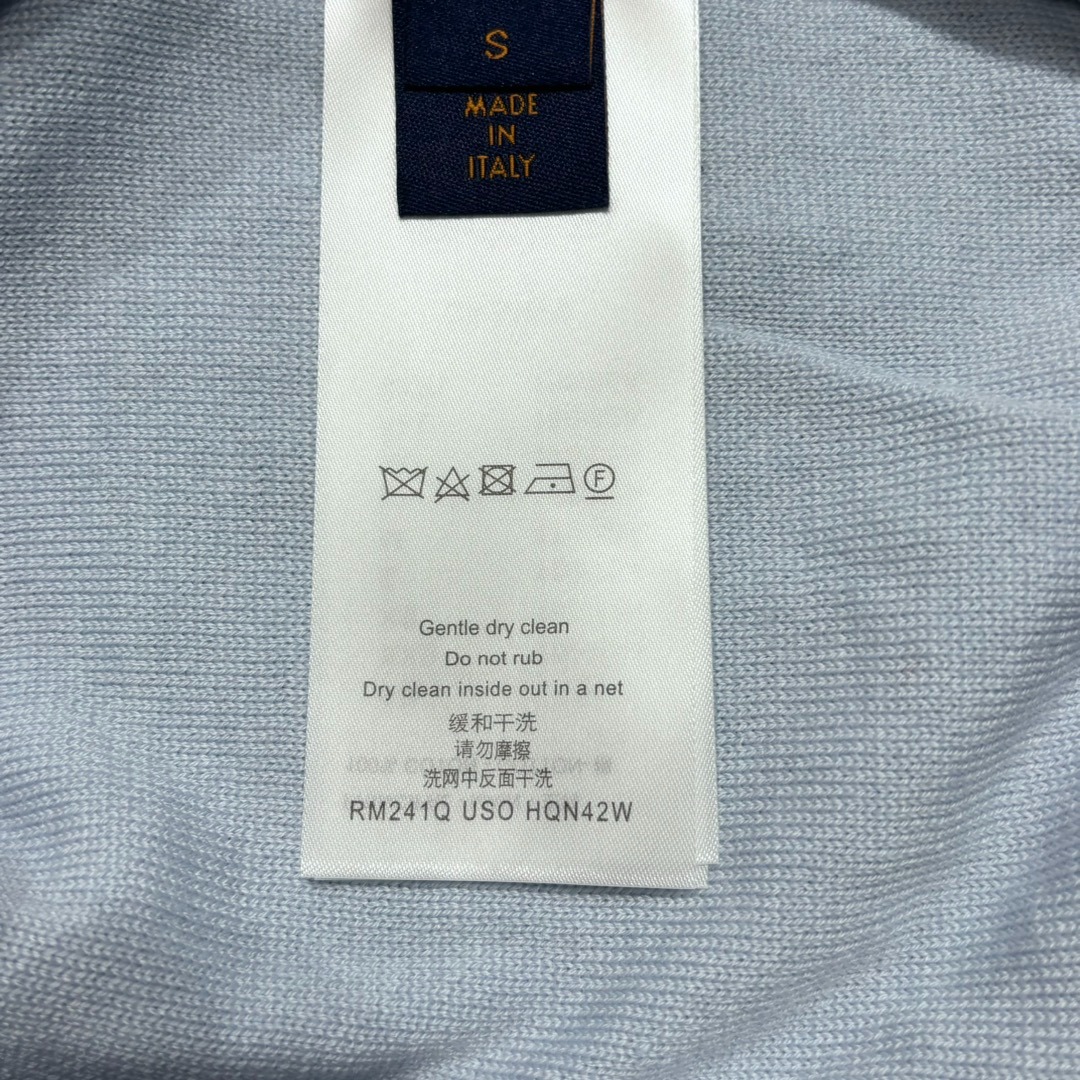 S
MADE
IN
ITALY
F
Gentle dry clean
Do not rub
Dry clean inside out in a net
缓和干洗
请勿摩擦
洗网中反面干洗
RM241Q USO HQN42W